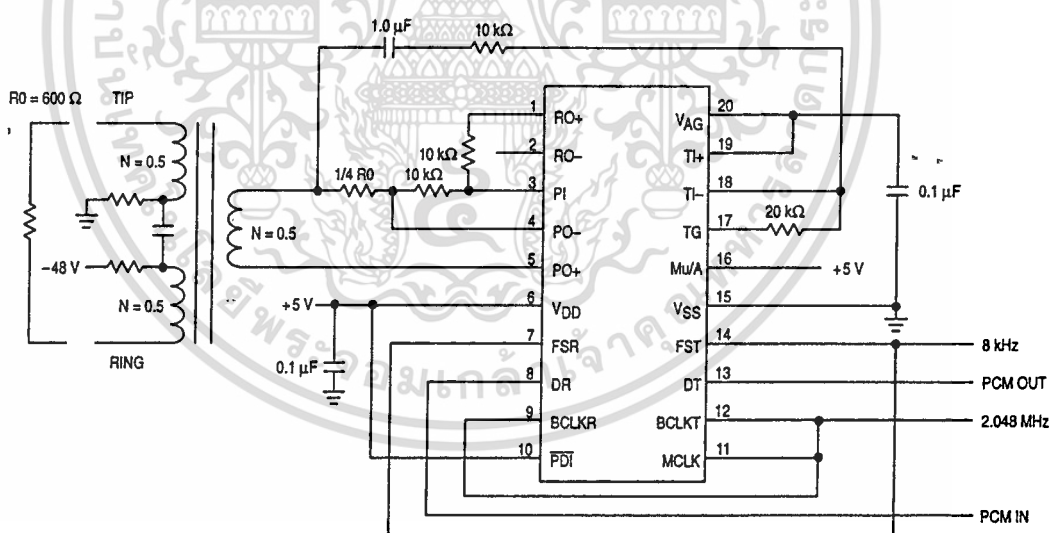 1.0 µF
10 kΩ
R0 = 600 Ω
TIP
N = 0.5
-48 V
N = 0.5
RING
N = 0.5
1/4 R0
10 kΩ
10 kΩ
+5 V
0.1 µF
1 RO+
2 RO-
3 PI
4 PO-
5 PO+
6 VDD
7 FSR
8 DR
9 BCLKR
10 PDI
VAG 20
TI+ 19
TI- 18
TG 17
Mu/A 16
VSS 15
FST 14
DT 13
BCLKT 12
MCLK 11
0.1 µF
20 kΩ
+5 V
8 kHz
PCM OUT
2.048 MHz
PCM IN